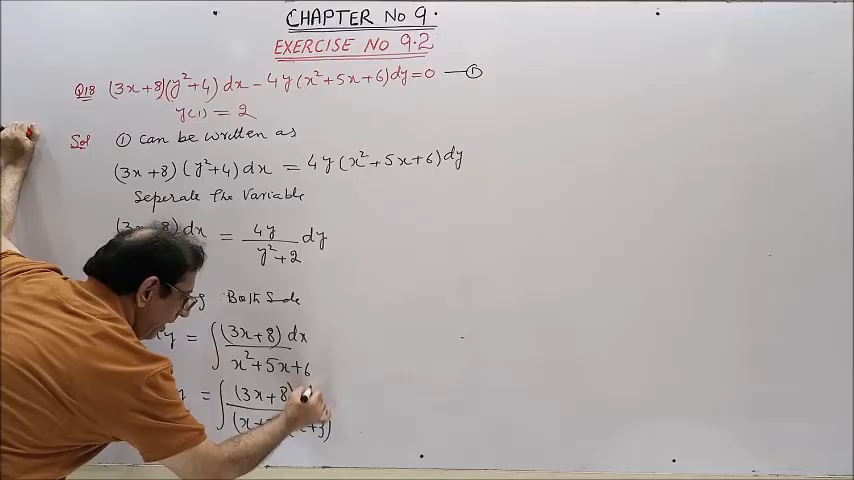 CHAPTER No 9.
EXERCISE No 9.2
Q18 (3x+8)(y²+4) dx - 4y(x²+5x+6)dy=0 —①
y(1) = 2
Sol ① can be written as
(3x+8)(y²+4)dx = 4y(x²+5x+6)dy
Seperate the Variable
dx = 4y/(y²+2) dy
Both Side
y = ∫ (3x+8) dx/(x²+5x+6)
= ∫ (3x+8)